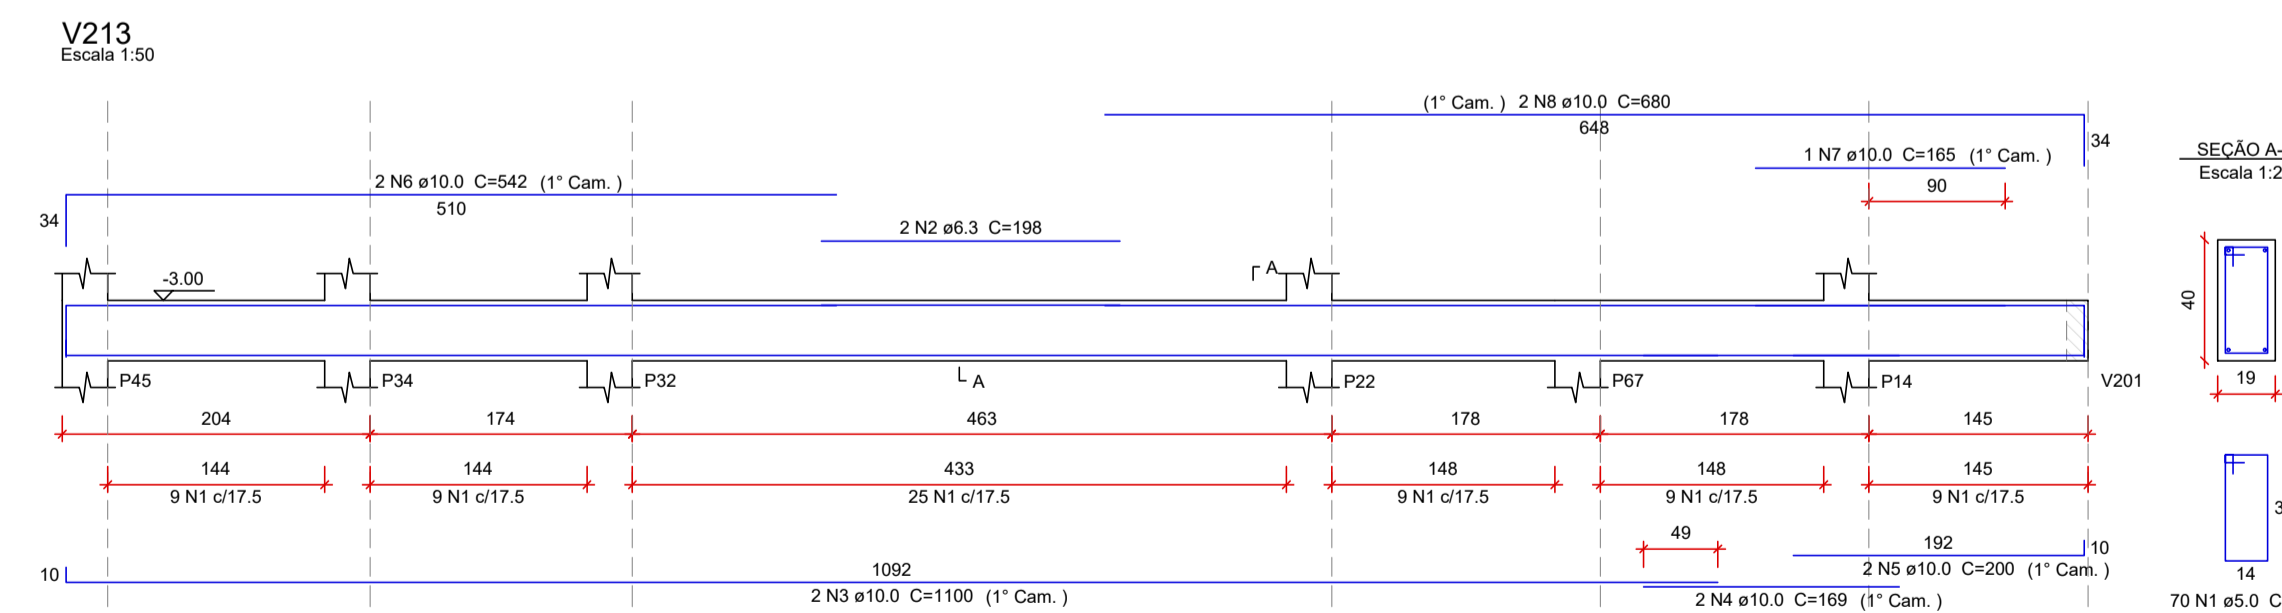 V213
Escala 1:50
(1° Cam. ) 2 N8 ø10.0 C=680
648
34
1 N7 ø10.0 C=165 (1° Cam. )
90
2 N6 ø10.0 C=542 (1° Cam. )
510
34
2 N2 ø6.3 C=198
SEÇÃO A-
Escala 1:2
-3.00
A
40
19
P45
P34
P32
A
P22
P67
P14
V201
204
174
463
178
178
145
144
144
433
148
148
145
9 N1 c/17.5
9 N1 c/17.5
25 N1 c/17.5
9 N1 c/17.5
9 N1 c/17.5
9 N1 c/17.5
49
192
10
2 N5 ø10.0 C=200 (1° Cam. )
10
1092
2 N3 ø10.0 C=1100 (1° Cam. )
2 N4 ø10.0 C=169 (1° Cam. )
3
14
70 N1 ø5.0 C